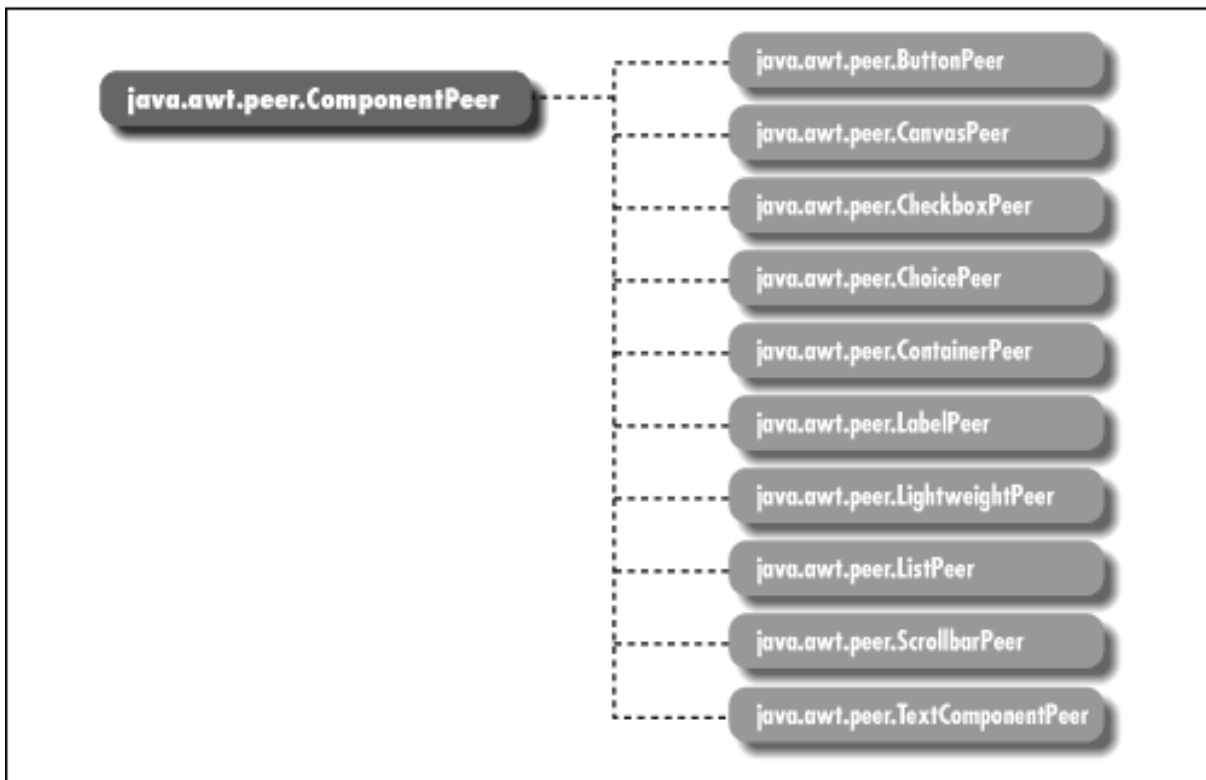 java.awt.peer.ComponentPeer
java.awt.peer.ButtonPeer
java.awt.peer.CanvasPeer
java.awt.peer.CheckboxPeer
java.awt.peer.ChoicePeer
java.awt.peer.ContainerPeer
java.awt.peer.LabelPeer
java.awt.peer.LightweightPeer
java.awt.peer.ListPeer
java.awt.peer.ScrollbarPeer
java.awt.peer.TextComponentPeer